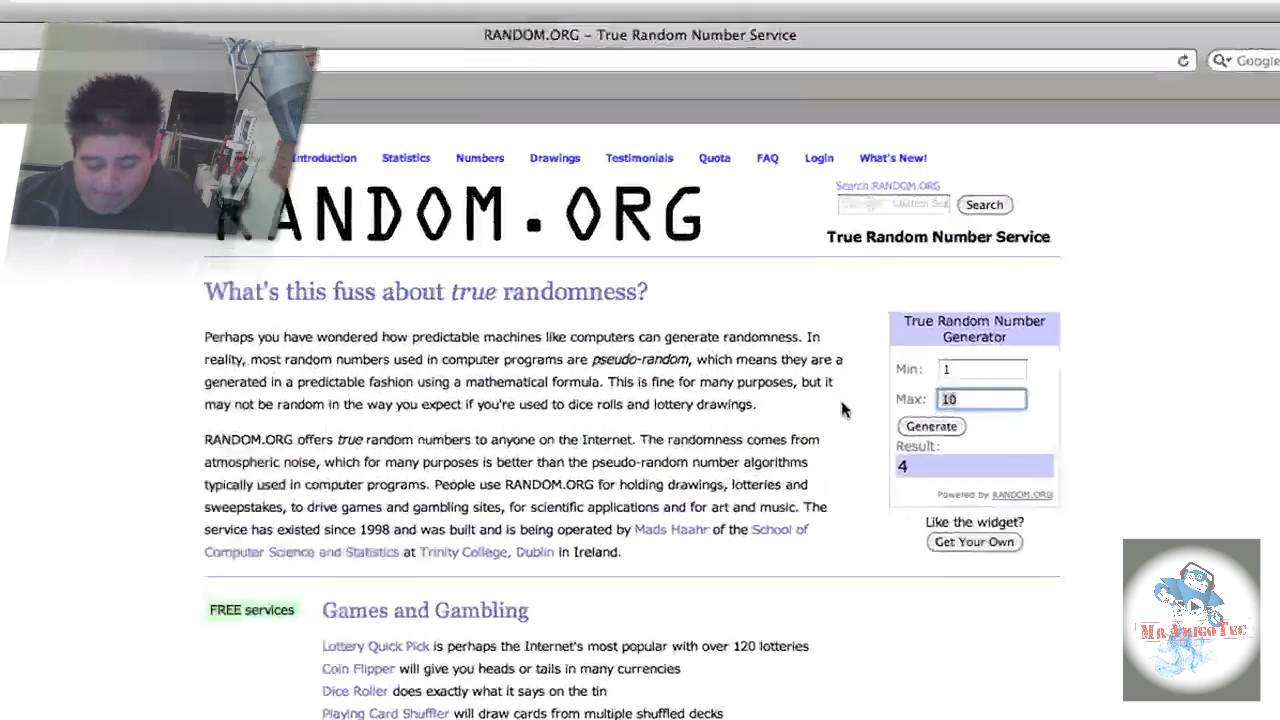 RANDOM.ORG – True Random Number Service
Google
Introduction Statistics Numbers Drawings Testimonials Quota FAQ Login What's New!
Search RANDOM.ORG
RANDOM.ORG
Search
True Random Number Service
What's this fuss about true randomness?
Perhaps you have wondered how predictable machines like computers can generate randomness. In
reality, most random numbers used in computer programs are pseudo-random, which means they are a
generated in a predictable fashion using a mathematical formula. This is fine for many purposes, but it
may not be random in the way you expect if you're used to dice rolls and lottery drawings.
RANDOM.ORG offers true random numbers to anyone on the Internet. The randomness comes from
atmospheric noise, which for many purposes is better than the pseudo-random number algorithms
typically used in computer programs. People use RANDOM.ORG for holding drawings, lotteries and
sweepstakes, to drive games and gambling sites, for scientific applications and for art and music. The
service has existed since 1998 and was built and is being operated by Mads Haahr of the School of
Computer Science and Statistics at Trinity College, Dublin in Ireland.
True Random Number
Generator
Min: 1
Max: 10
Generate
Result:
4
Powered by RANDOM.ORG
Like the widget?
Get Your Own
FREE services
Games and Gambling
Lottery Quick Pick is perhaps the Internet's most popular with over 120 lotteries
Coin Flipper will give you heads or tails in many currencies
Dice Roller does exactly what it says on the tin
Playing Card Shuffler will draw cards from multiple shuffled decks
MR AMIGO TEC